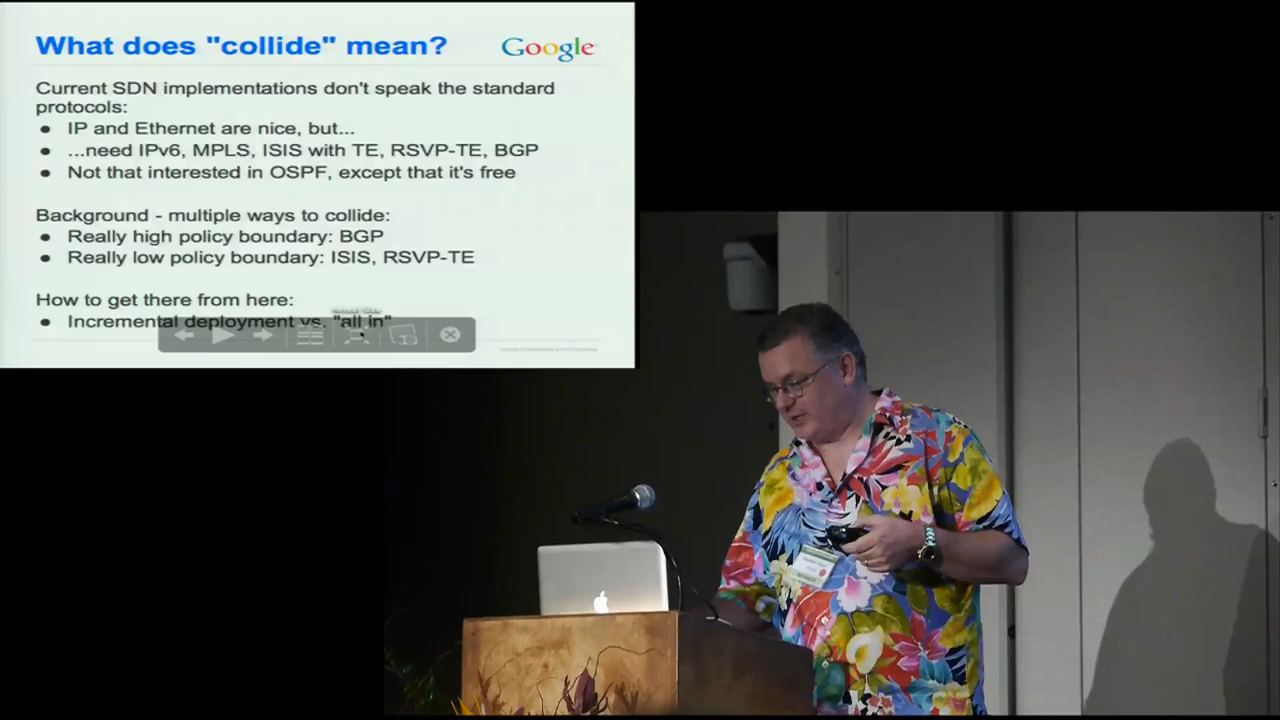 What does "collide" mean?
Google
Current SDN implementations don't speak the standard
protocols:
● IP and Ethernet are nice, but...
● ...need IPv6, MPLS, ISIS with TE, RSVP-TE, BGP
● Not that interested in OSPF, except that it's free
Background - multiple ways to collide:
● Really high policy boundary: BGP
● Really low policy boundary: ISIS, RSVP-TE
How to get there from here:
● Incremental deployment vs. "all in"